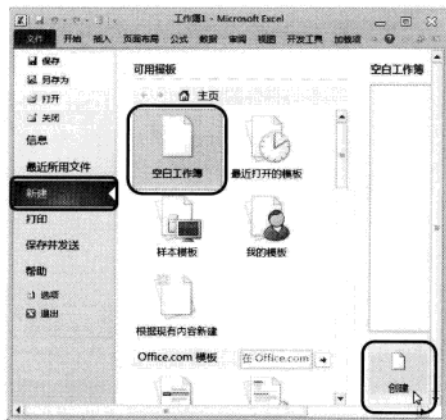 工作簿1 - Microsoft Excel
文件 开始 插入 页面布局 公式 数据 审阅 视图 开发工具 加载项
保存
另存为
打开
关闭
信息
最近所用文件
新建
打印
保存并发送
帮助
选项
退出
可用模板
主页
空白工作簿
最近打开的模板
样本模板
我的模板
根据现有内容新建
Office.com 模板
在 Office.com
空白工作簿
创建